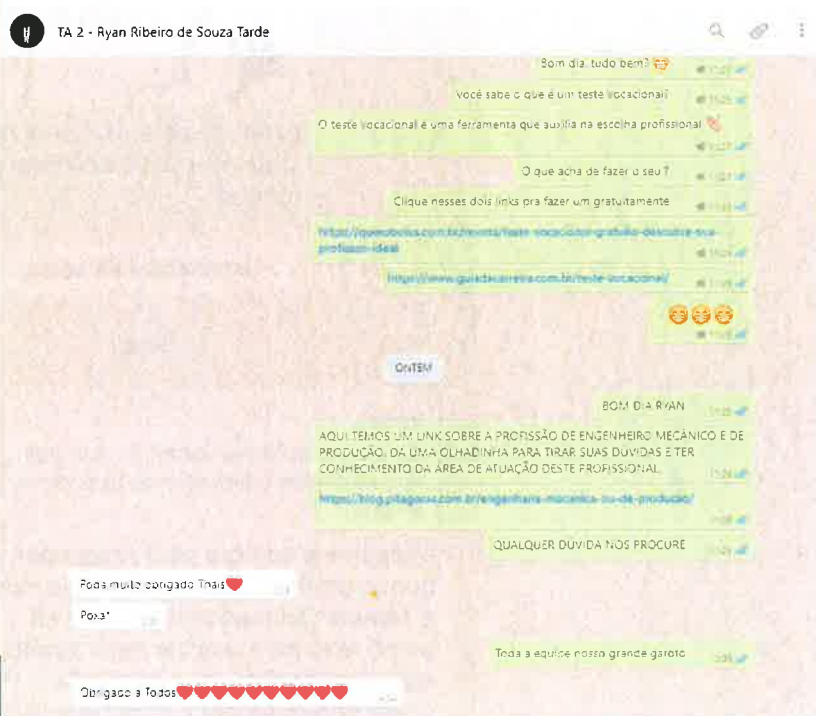 TA 2 - Ryan Ribeiro de Souza Tarde
Bom dia, tudo bem?
Você sabe o que é um teste vocacional?
O teste vocacional é uma ferramenta que auxilia na escolha profissional
O que acha de fazer o seu?
Clique nesses dois links pra fazer um gratuitamente
https://www.guiadacarreira.com.br/teste-vocacional/
ONTEM
BOM DIA RYAN
AQUI TEMOS UM LINK SOBRE A PROFISSÃO DE ENGENHEIRO MECÂNICO E DE
PRODUÇÃO. DÁ UMA OLHADINHA PARA TIRAR SUAS DÚVIDAS E TER
CONHECIMENTO DA ÁREA DE ATUAÇÃO DESTE PROFISSIONAL.
https://blog.pitagoras.com.br/engenharia-mecanica-ou-de-producao/
QUALQUER DÚVIDA NOS PROCURE
muito obrigado Thais
Poxa*
Toda a equipe nosso grande garoto
Obrigado a Todos